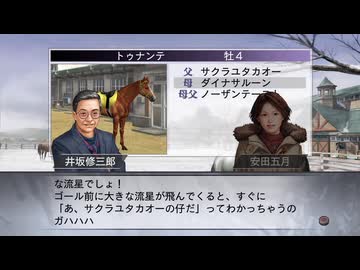 トゥナンテ 牡4
父 サクラユタカオー
母 ダイナサルーン
母父 ノーザンテースト
井坂修三郎
安田五月
な流星でしょ！
ゴール前に大きな流星が飛んでくると、すぐに
「あ、サクラユタカオーの仔だ」ってわかっちゃうの
ガハハハ